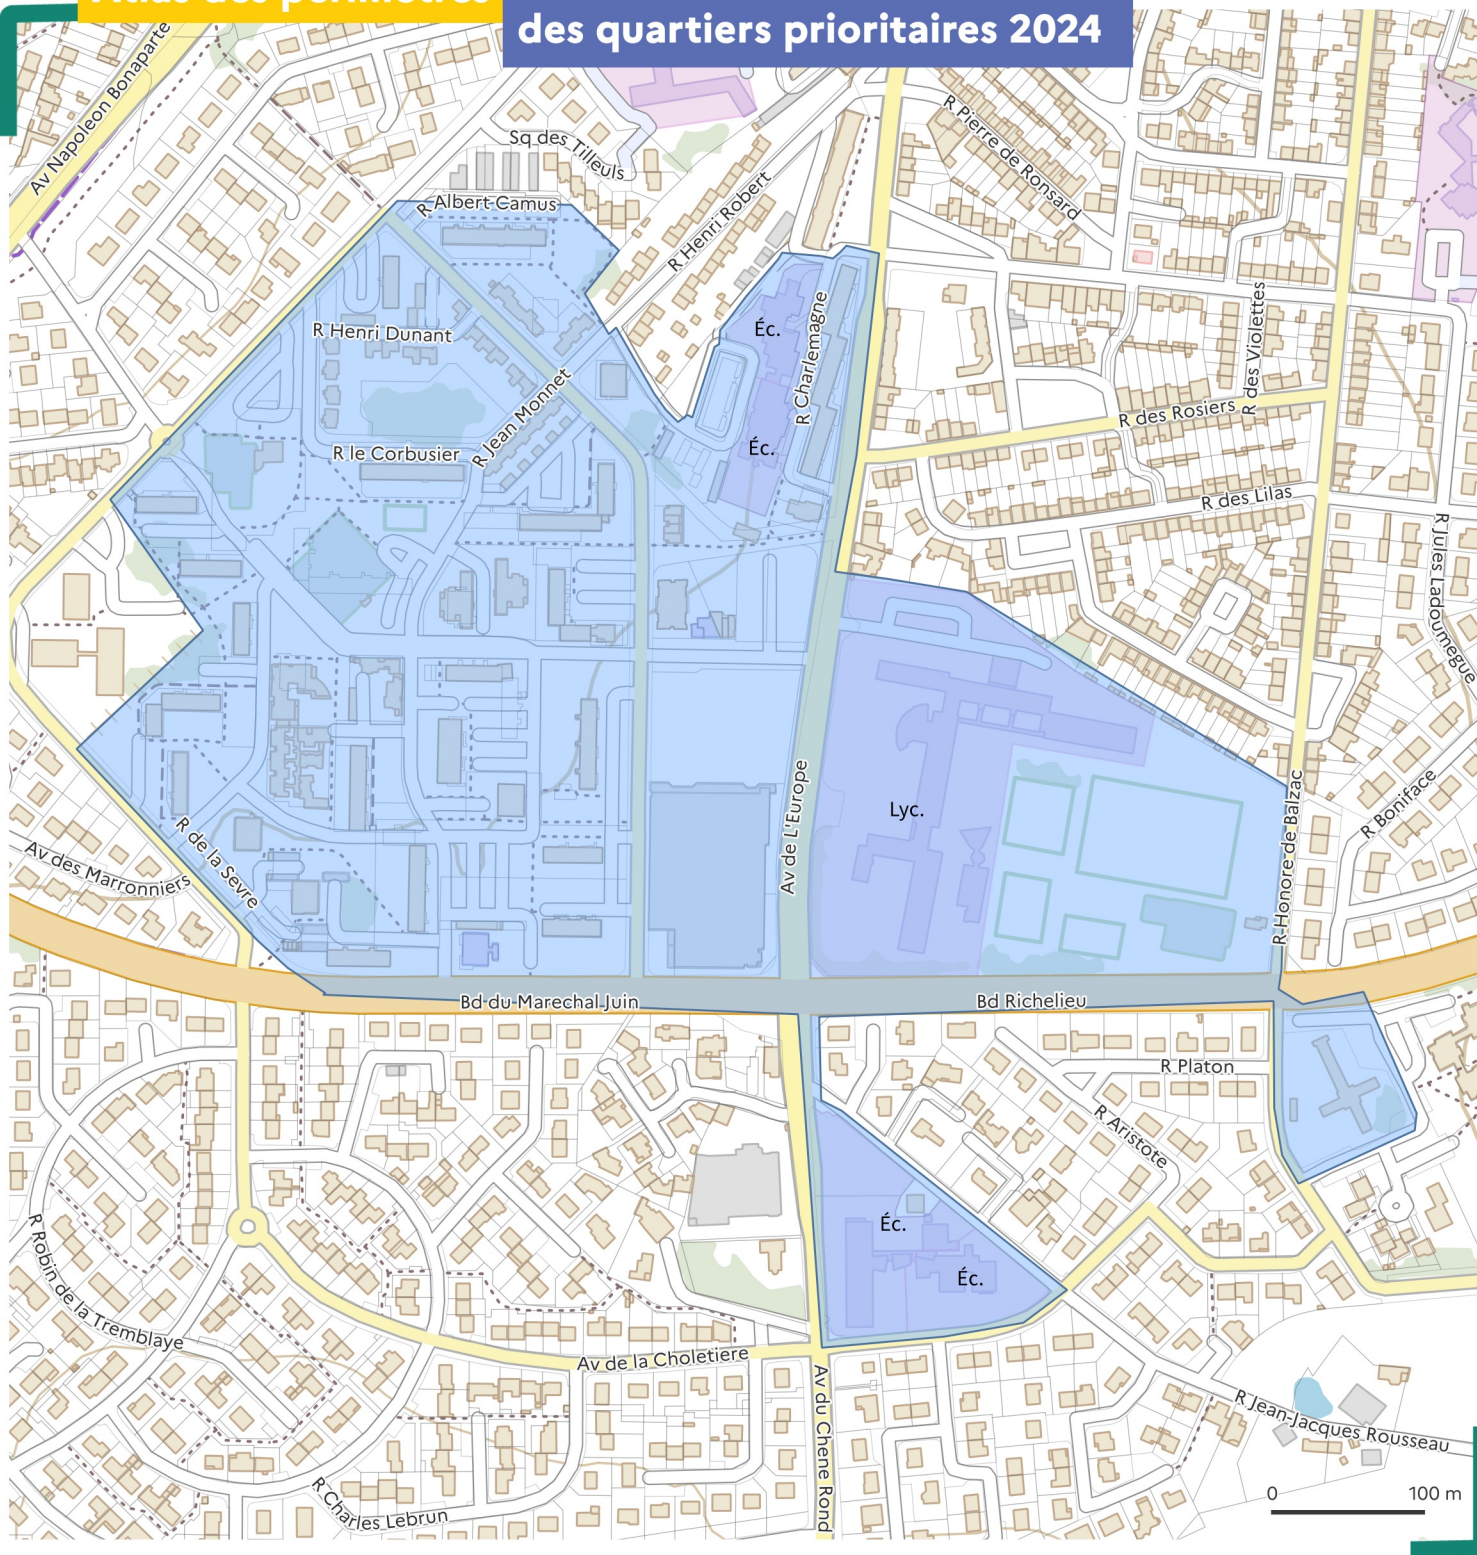 Atlas des périmètres
des quartiers prioritaires 2024
Av Napoleon Bonaparte
Sq des Tilleuls
R Pierre de Ronsard
R Albert Camus
R Henri Robert
R Henri Dunant
Éc.
R Charlemagne
R des Violettes
R Jean Monnet
R des Rosiers
R le Corbusier
Éc.
R des Lilas
R Jules Ladoumegue
Lyc.
Av de L'Europe
R Honore de Balzac
R Boniface
R de la Sevre
Av des Marronniers
Bd du Marechal Juin
Bd Richelieu
R Platon
R Aristote
Éc.
Éc.
R Robin de la Tremblaye
Av de la Choletiere
Av du Chene Rond
R Jean-Jacques Rousseau
R Charles Lebrun
0 100 m